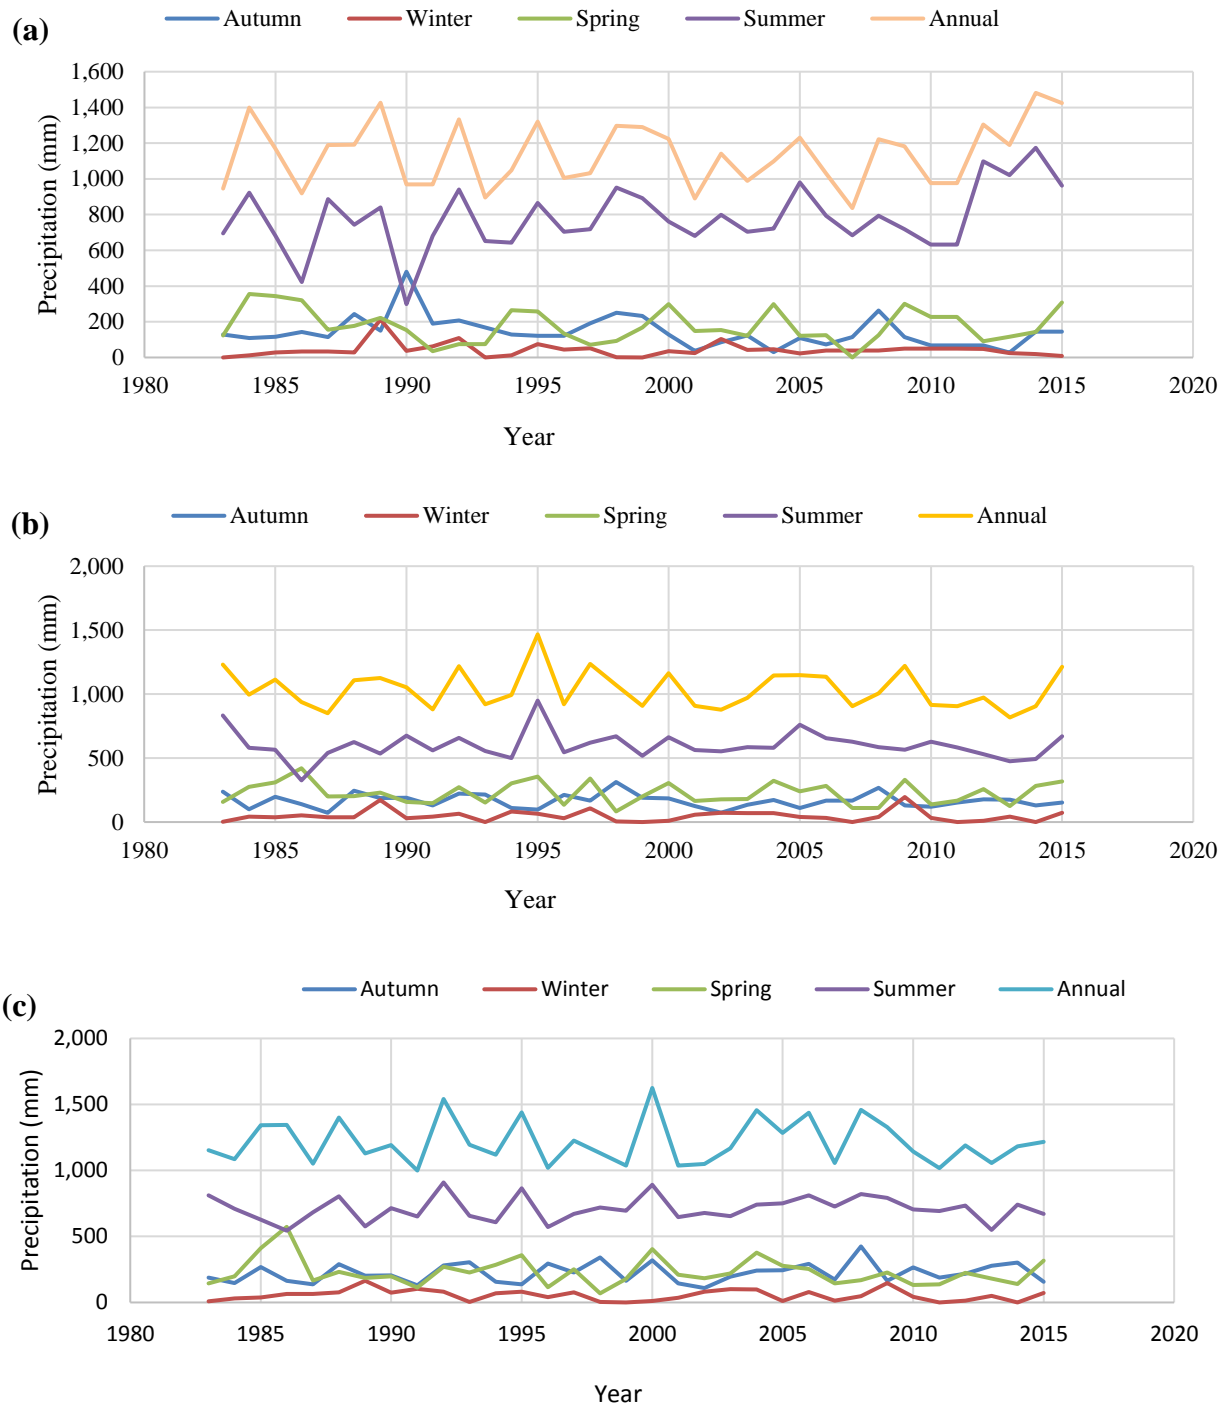 (a)
Autumn Winter Spring Summer Annual
Precipitation (mm)
1,600
1,400
1,200
1,000
800
600
400
200
0
1980 1985 1990 1995 2000 2005 2010 2015 2020
Year
(b)
Autumn Winter Spring Summer Annual
Precipitation (mm)
2,000
1,500
1,000
500
0
1980 1985 1990 1995 2000 2005 2010 2015 2020
Year
(c)
Autumn Winter Spring Summer Annual
Precipitation (mm)
2,000
1,500
1,000
500
0
1980 1985 1990 1995 2000 2005 2010 2015 2020
Year